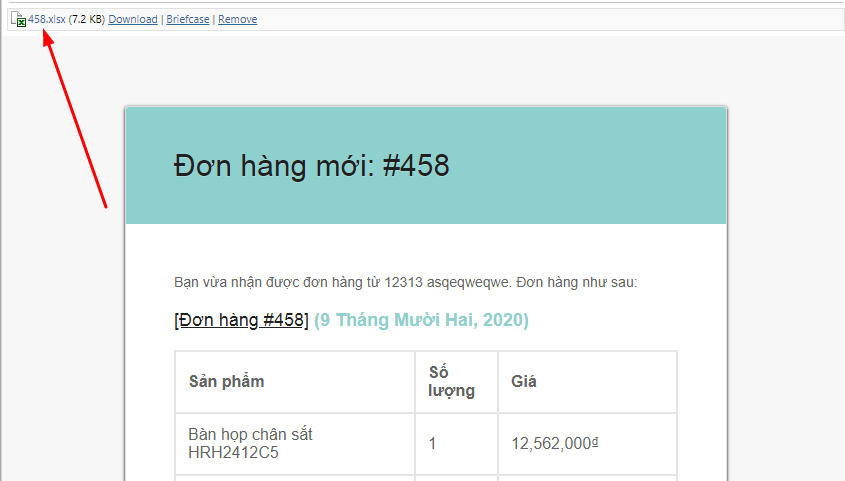 458.xlsx (7.2 KB) Download | Briefcase | Remove
Đơn hàng mới: #458
Bạn vừa nhận được đơn hàng từ 12313 asqeqweqwe. Đơn hàng như sau:
[Đơn hàng #458] (9 Tháng Mười Hai, 2020)
Sản phẩm
Số
lượng
Giá
Bàn họp chân sắt
HRH2412C5
1
12,562,000₫